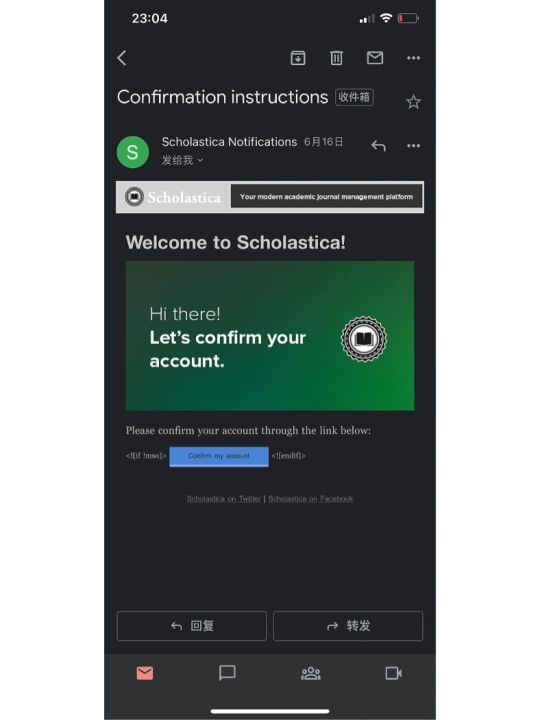 23:04
Confirmation instructions 收件箱
S
Scholastica Notifications 6月16日
发给我
Scholastica Your modern academic journal management platform
Welcome to Scholastica!
Hi there!
Let's confirm your
account.
Please confirm your account through the link below:
<![if !mso]> Confirm my account <![endif]>
Scholastica on Twitter | Scholastica on Facebook
回复 转发